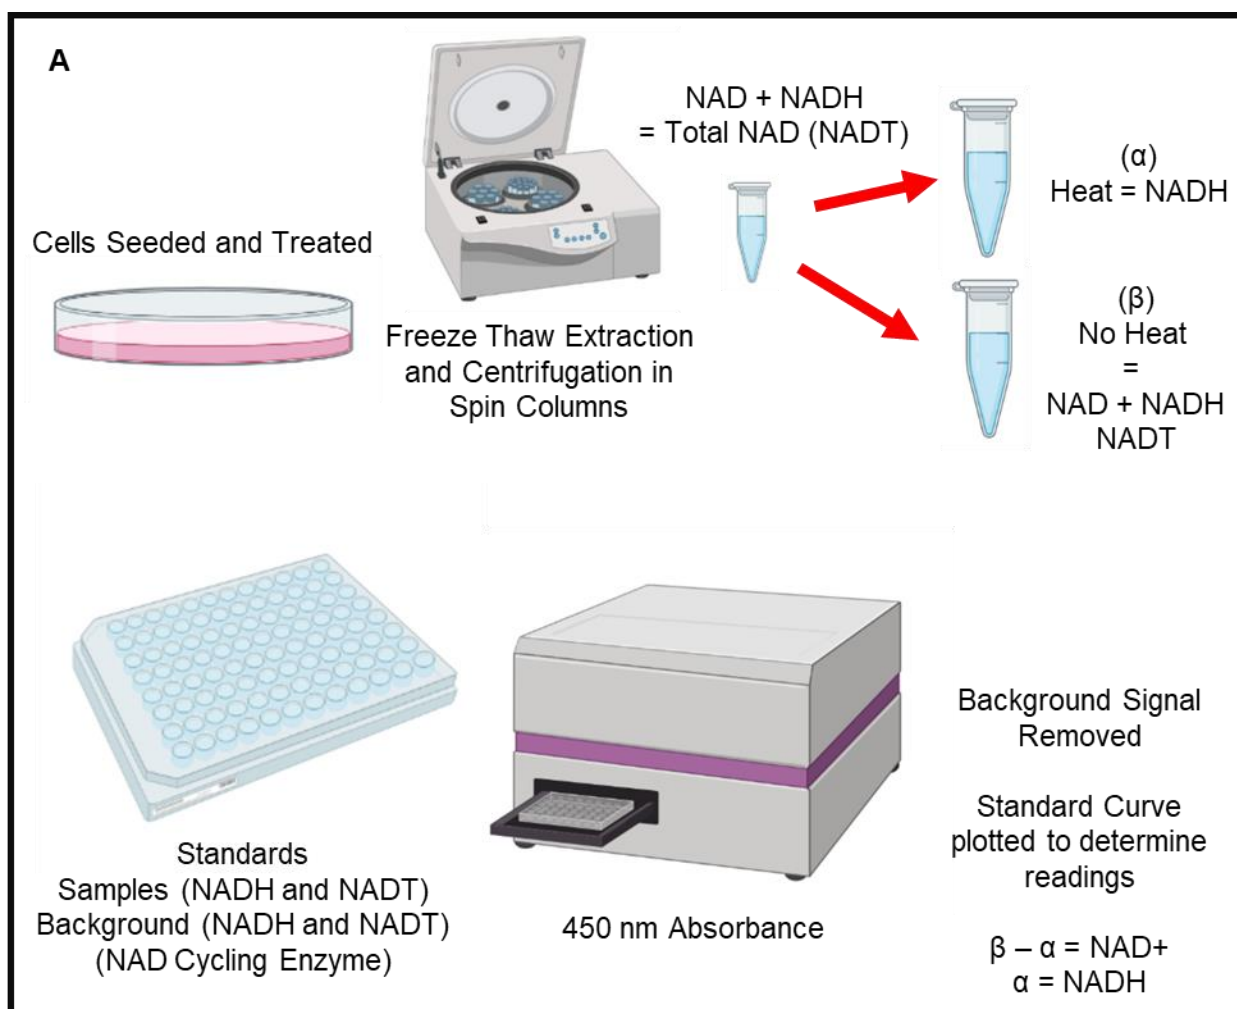 A
Cells Seeded and Treated
Freeze Thaw Extraction
and Centrifugation in
Spin Columns
NAD + NADH
= Total NAD (NADT)
(α)
Heat = NADH
(β)
No Heat
=
NAD + NADH
NADT
Standards
Samples (NADH and NADT)
Background (NADH and NADT)
(NAD Cycling Enzyme)
450 nm Absorbance
Background Signal
Removed
Standard Curve
plotted to determine
readings
β – α = NAD+
α = NADH